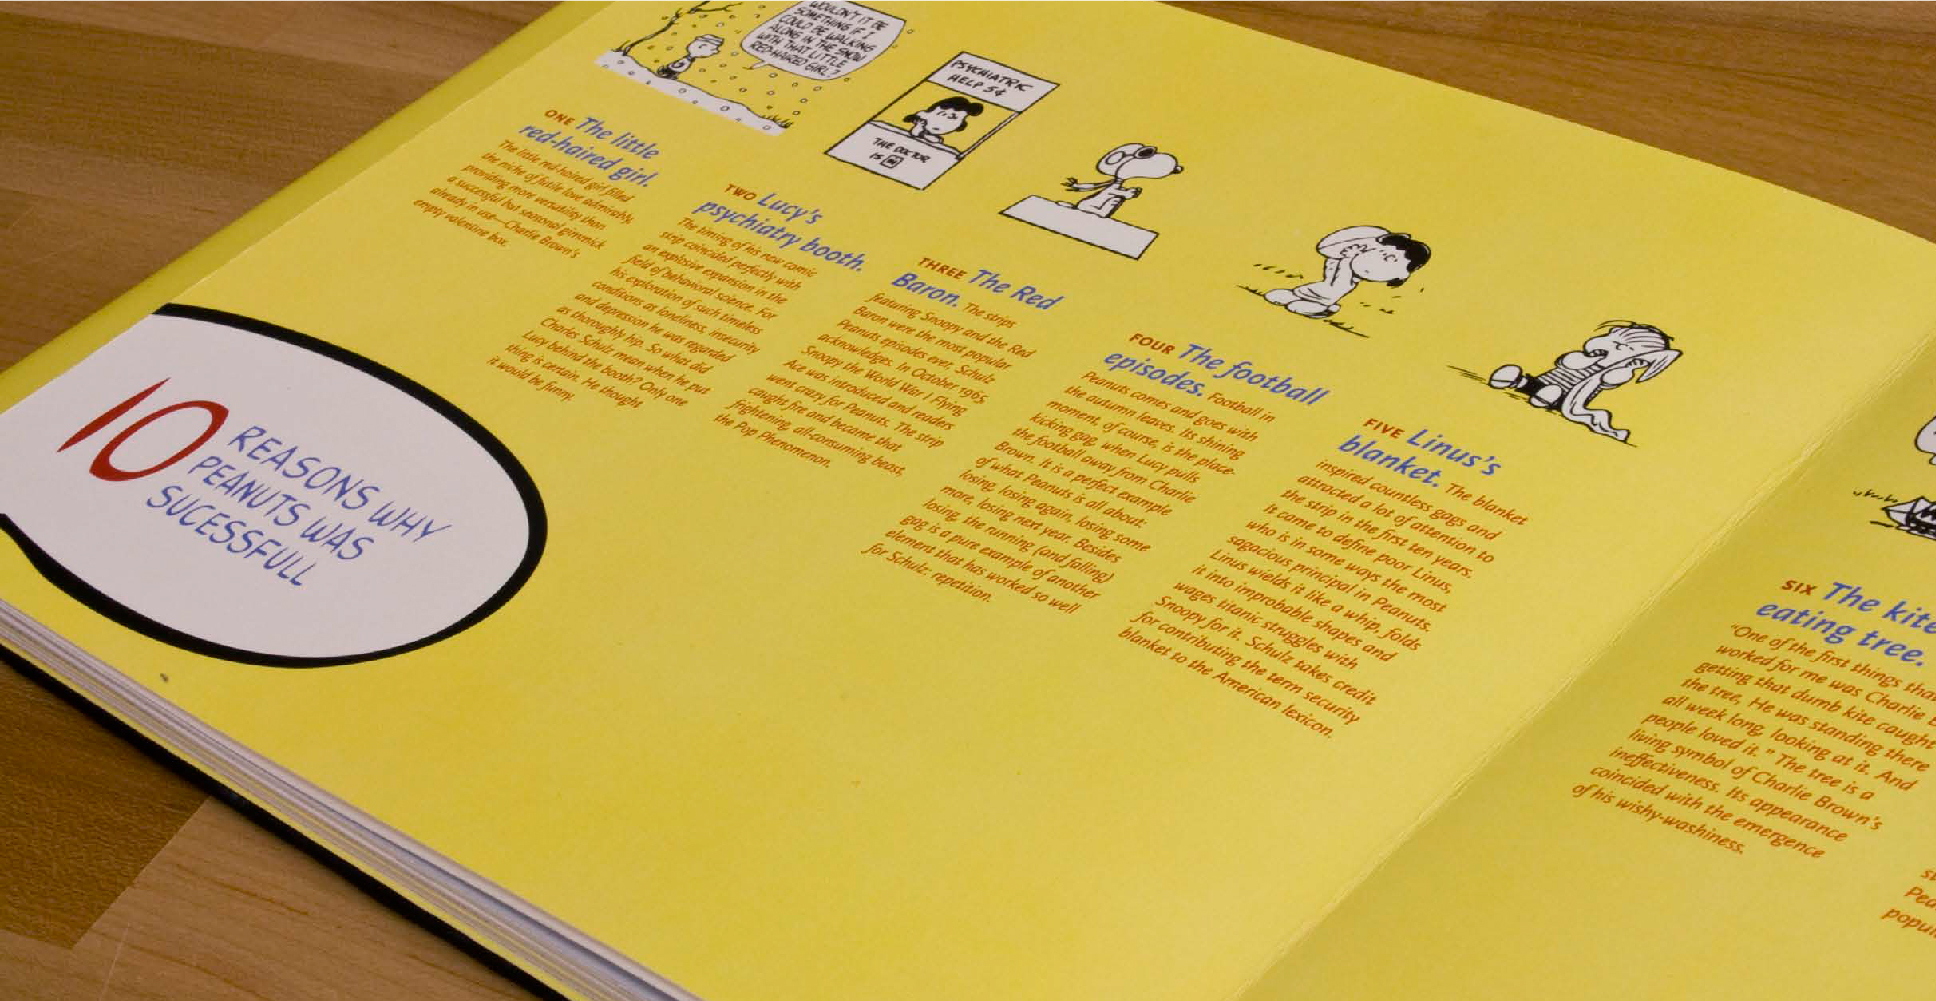 WOULDN'T IT BE
SOMETHING IF I
COULD BE WALKING
ALONE IN THE SNOW
WITH THAT LITTLE
RED-HAIRED GIRL?
PSYCHIATRIC
HELP 5¢
THE DOCTOR
IS IN
ONE The little
red-haired girl.
The little red-haired girl filled
the niche of futile love admirably,
providing more versatility than
a successful but seasonal gimmick
already in use—Charlie Brown's
empty valentine box.
TWO Lucy's
psychiatry booth.
The timing of his new comic
strip coincided perfectly with
an explosive expansion in the
field of behavioral science. For
his exploration of such timeless
conditions as loneliness, insecurity
and depression he was regarded
as thoroughly hip. So what did
Charles Schulz mean when he put
Lucy behind the booth? Only one
thing is certain. He thought
it would be funny.
THREE The Red
Baron. The strips
featuring Snoopy and the Red
Baron were the most popular
Peanuts episodes ever, Schulz
acknowledges. In October 1965,
Snoopy the World War I Flying
Ace was introduced and readers
went crazy for Peanuts. The strip
caught fire and became that
frightening, all-consuming beast,
the Pop Phenomenon.
FOUR The football
episodes. Football in
Peanuts comes and goes with
the autumn leaves. Its shining
moment, of course, is the place-
kicking gag, when Lucy pulls
the football away from Charlie
Brown. It is a perfect example
of what Peanuts is all about:
losing, losing again, losing some
more, losing next year. Besides
losing, the running (and falling)
gag is a pure example of another
element that has worked so well
for Schulz: repetition.
FIVE Linus's
blanket. The blanket
inspired countless gags and
attracted a lot of attention to
the strip in the first ten years.
It came to define poor Linus,
who is in some ways the most
sagacious principal in Peanuts.
Linus wields it like a whip, folds
it into improbable shapes and
wages titanic struggles with
Snoopy for it. Schulz takes credit
for contributing the term security
blanket to the American lexicon.
10
REASONS WHY
PEANUTS WAS
SUCESSFULL
SIX The kite
eating tree.
"One of the first things that
worked for me was Charlie
getting that dumb kite caught
the tree, He was standing there
all week long, looking at it. And
people loved it." The tree is a
living symbol of Charlie Brown's
ineffectiveness. Its appearance
coincided with the emergence
of his wishy-washiness.